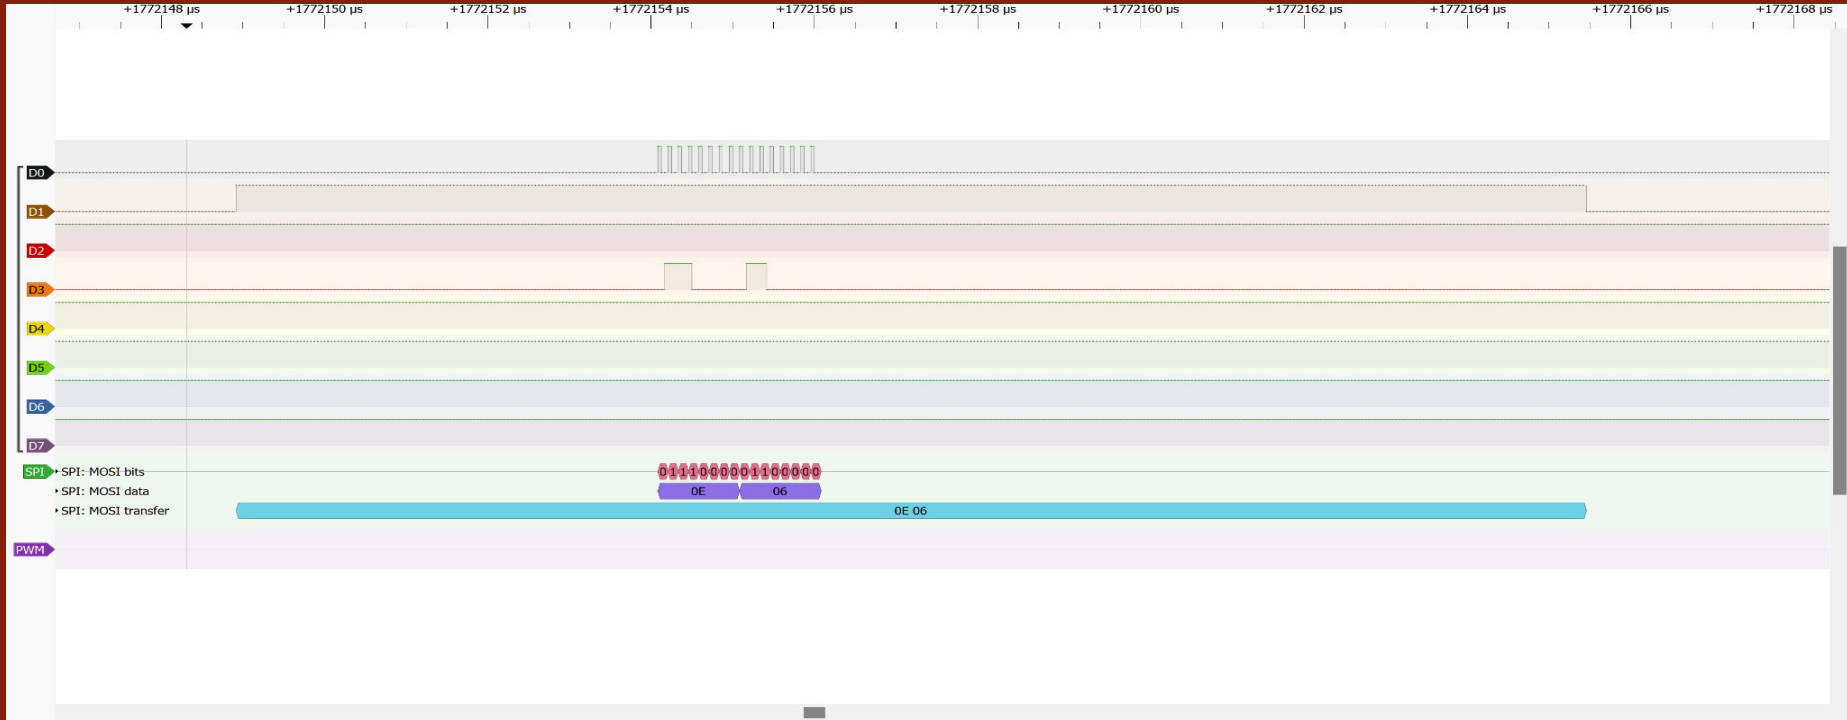 +1772148 µs +1772150 µs +1772152 µs +1772154 µs +1772156 µs +1772158 µs +1772160 µs +1772162 µs +1772164 µs +1772166 µs +1772168 µs
D0
D1
D2
D3
D4
D5
D6
D7
SPI SPI: MOSI bits 0 1 1 1 0 0 0 0 0 1 1 0 0 0 0 0
SPI: MOSI data 0E 06
SPI: MOSI transfer 0E 06
PWM